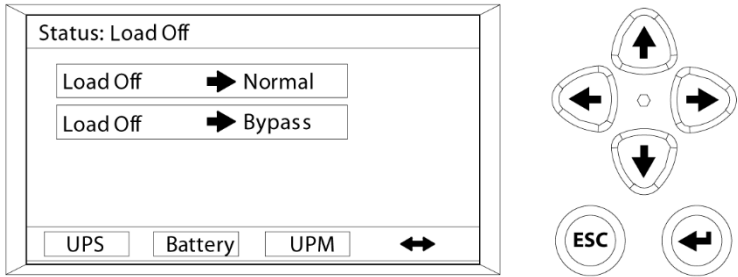 Status: Load Off
Load Off ➡ Normal
Load Off ➡ Bypass
UPS Battery UPM ↔
ESC